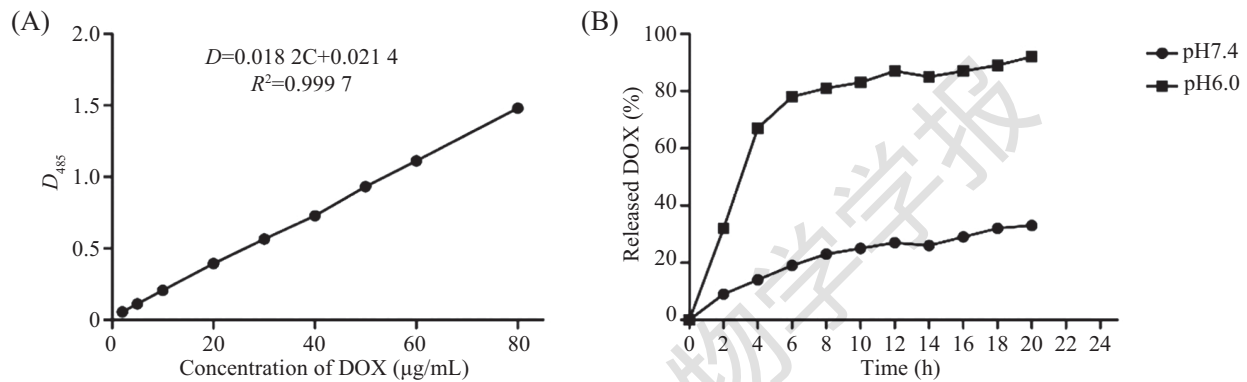 (A)
2.0
1.5
1.0
0.5
0
D=0.018 2C+0.021 4
R²=0.999 7
D₄₈₅
0 20 40 60 80
Concentration of DOX (μg/mL)
(B)
100
80
60
40
20
0
Released DOX (%)
0 2 4 6 8 10 12 14 16 18 20 22 24
Time (h)
pH7.4
pH6.0
物学学报